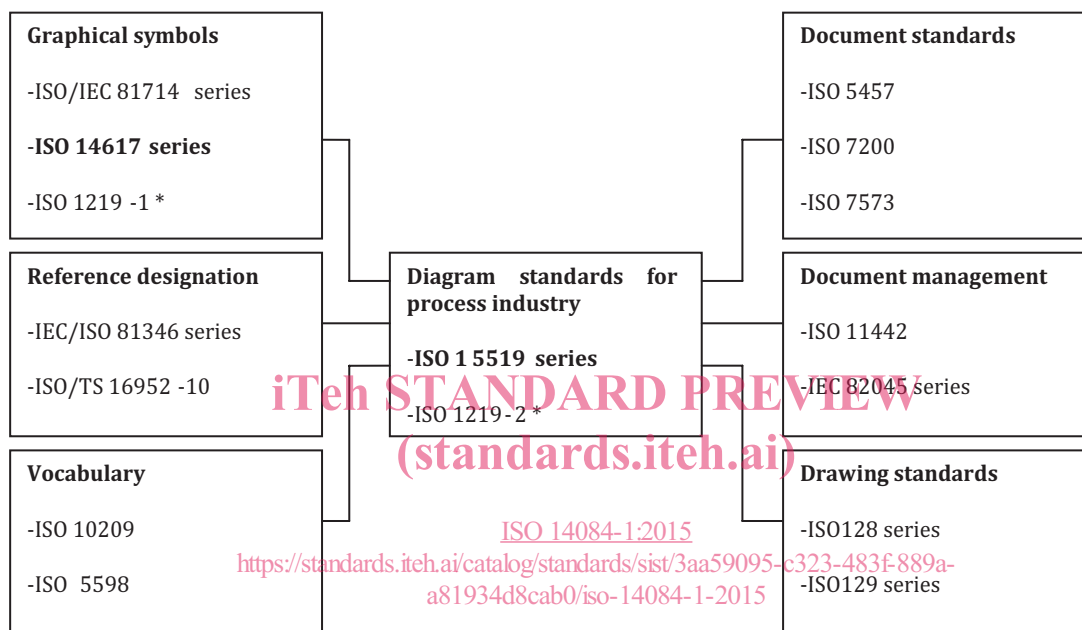 Graphical symbols
-ISO/IEC 81714 series
-ISO 14617 series
-ISO 1219 -1 *
Reference designation
-IEC/ISO 81346 series
-ISO/TS 16952 -10
Vocabulary
-ISO 10209
-ISO 5598
Diagram standards for
process industry
-ISO 1 5519 series
-ISO 1219 - 2 *
Document standards
-ISO 5457
-ISO 7200
-ISO 7573
Document management
-ISO 11442
-IEC 82045 series
Drawing standards
-ISO128 series
-ISO129 series
iTeh STANDARD PREVIEW
(standards.iteh.ai)
ISO 14084-1:2015
https://standards.iteh.ai/catalog/standards/sist/3aa59095-c323-483f-889a-
a81934d8cab0/iso-14084-1-2015